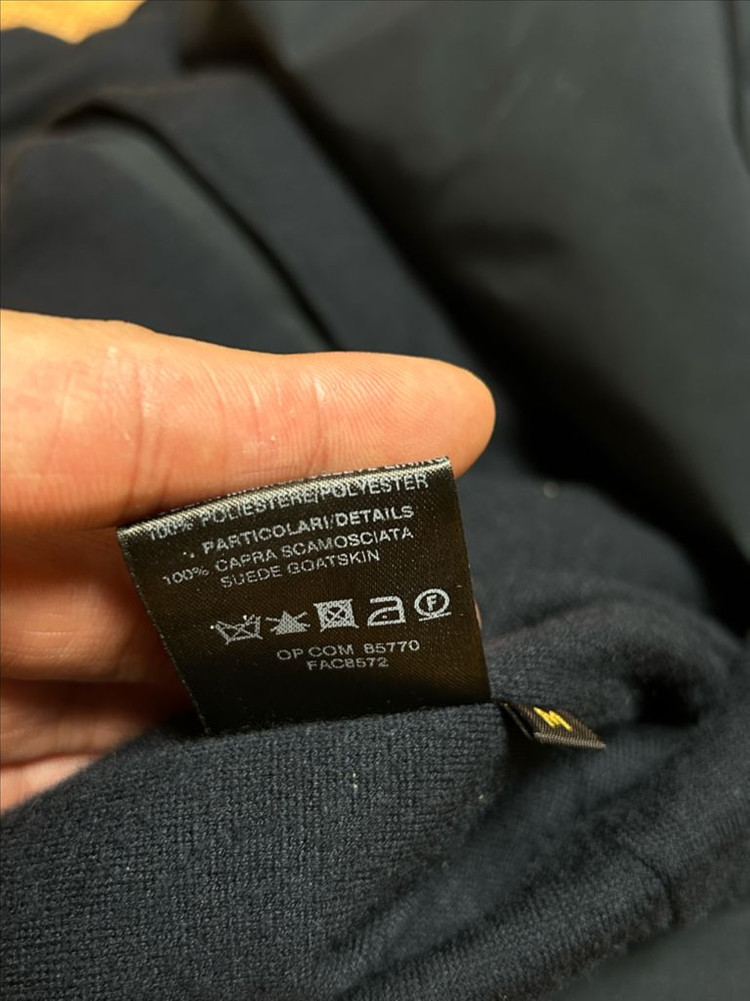 100% POLIESTERE/POLYESTER
PARTICOLARI/DETAILS
100% CAPRA SCAMOSCIATA
SUEDE GOATSKIN
F
OP COM 85770
FAC8572
M